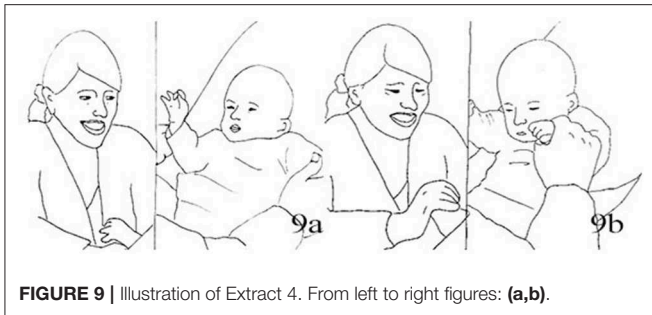 9a
9b
FIGURE 9 | Illustration of Extract 4. From left to right figures: (a,b).